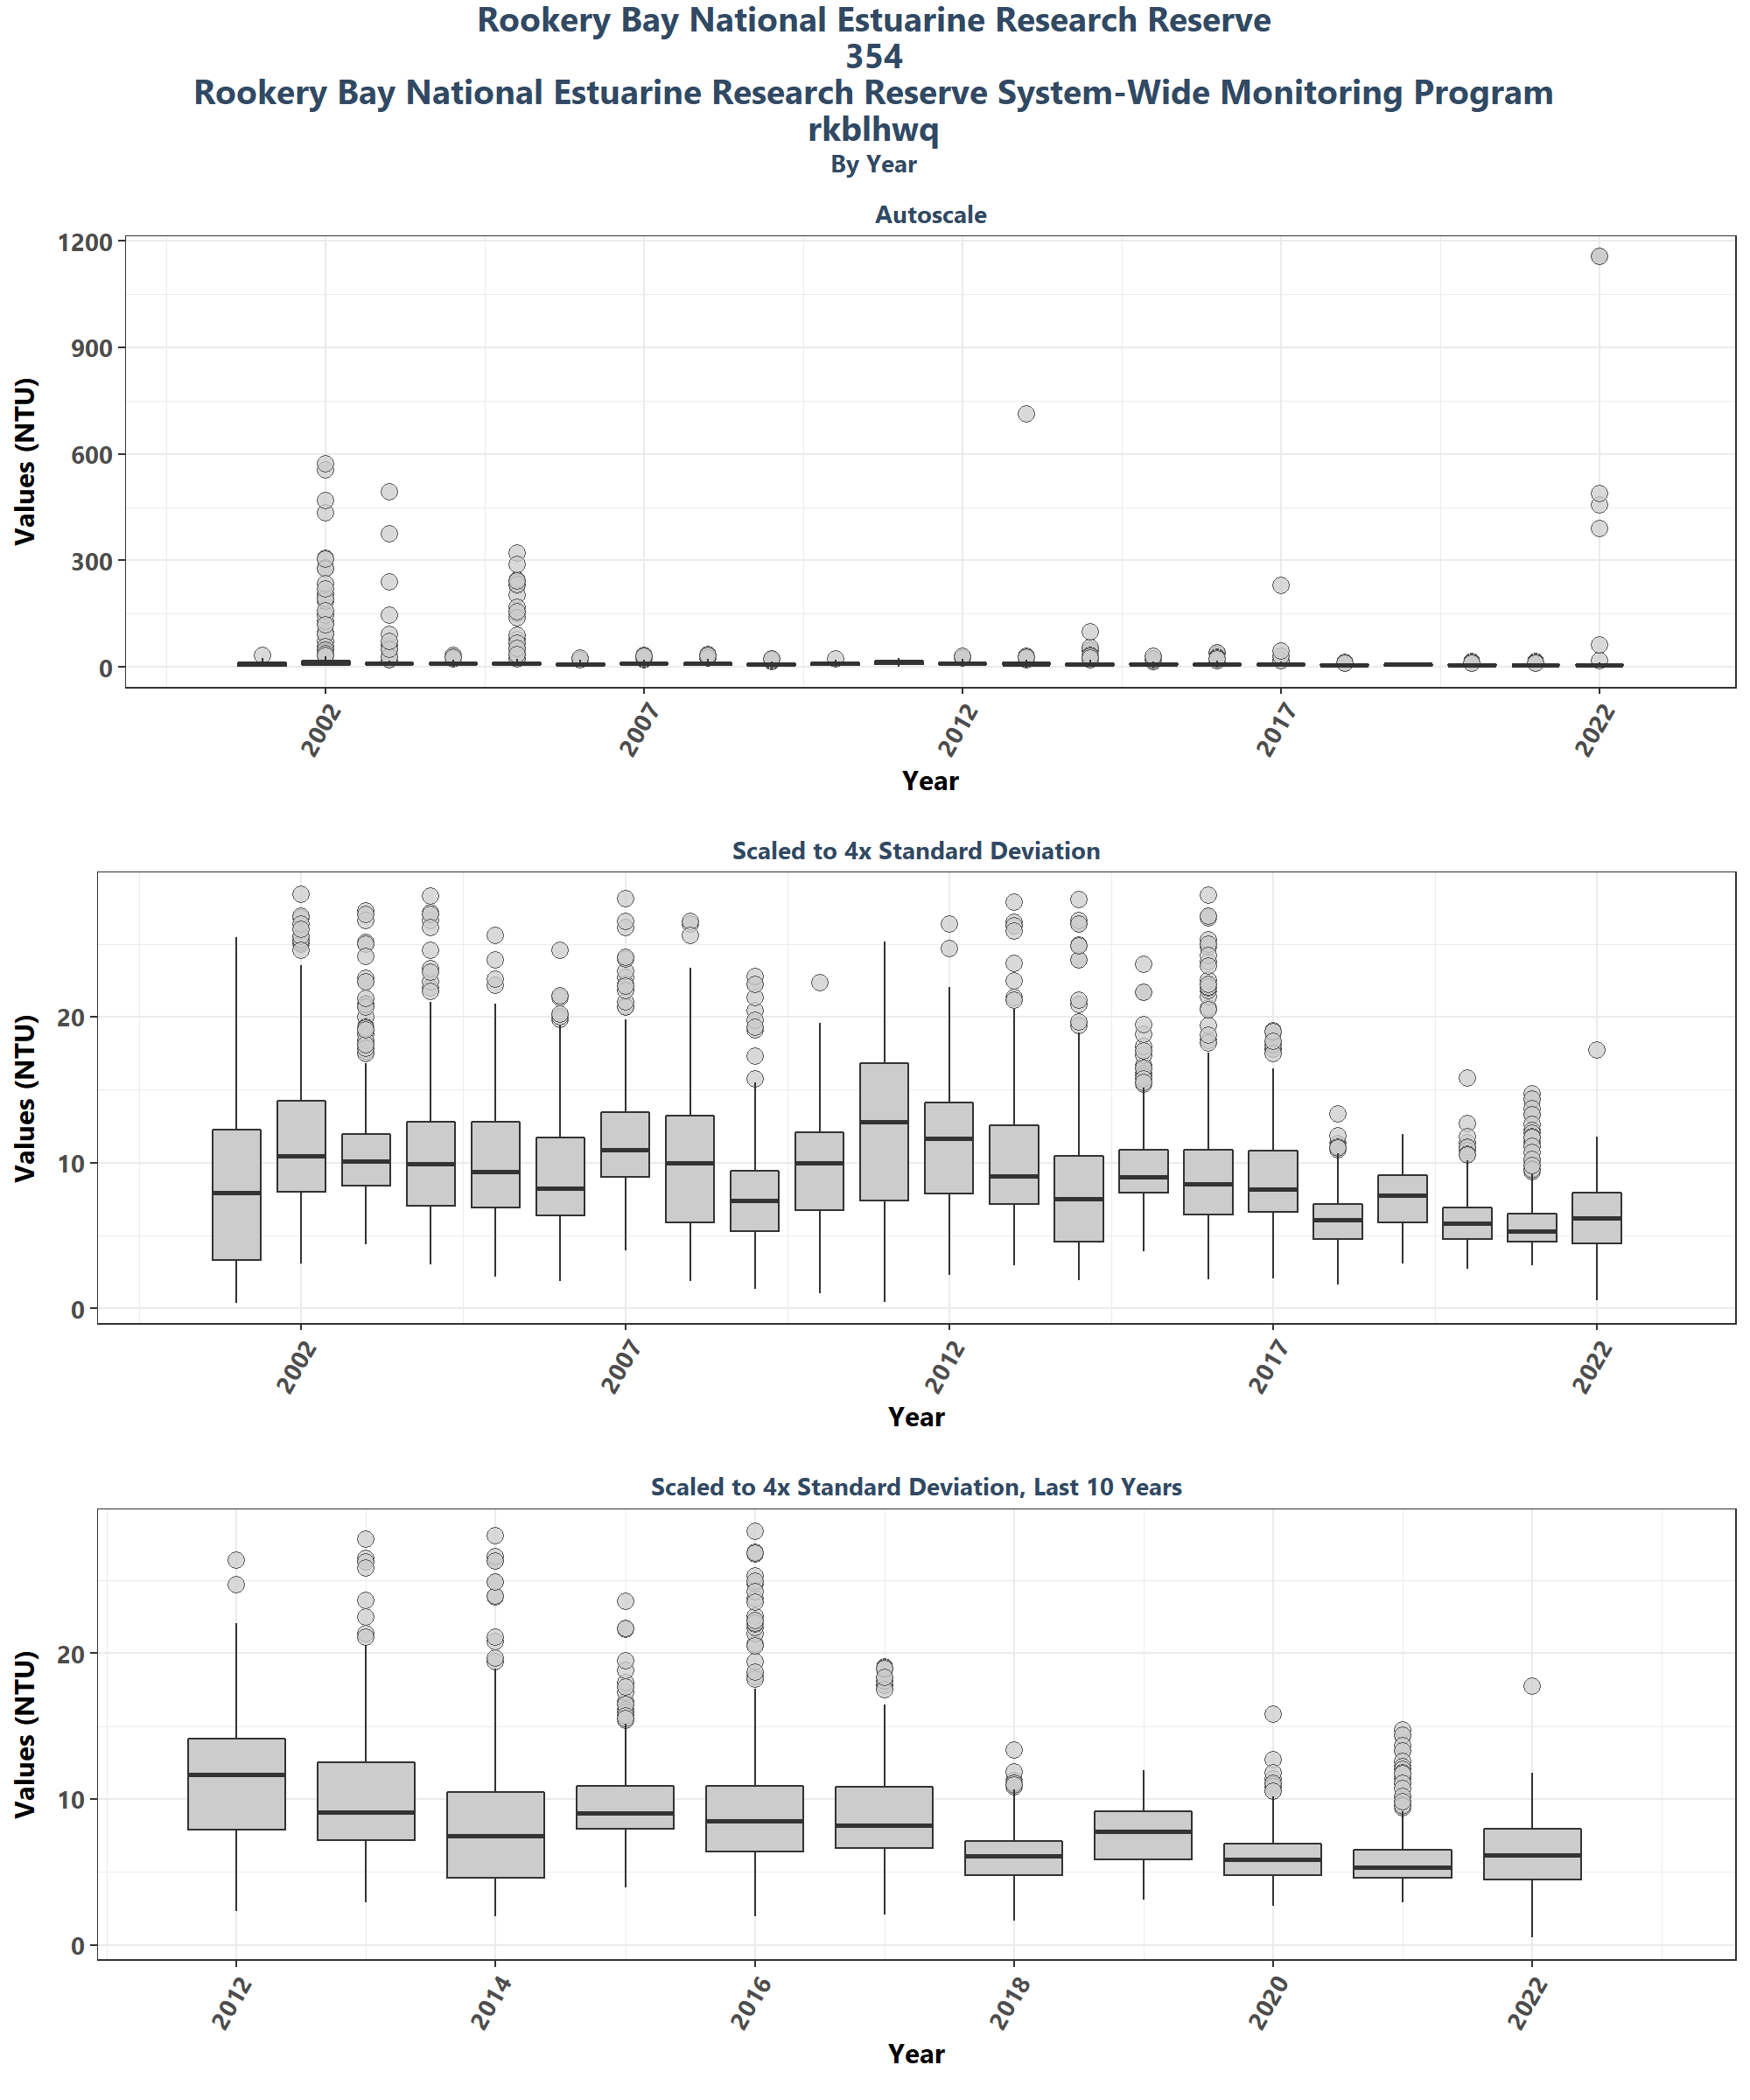 Rookery Bay National Estuarine Research Reserve
354
Rookery Bay National Estuarine Research Reserve System-Wide Monitoring Program
rkblhwq
By Year
Autoscale
1200
900
600
300
0
Values (NTU)
2002 2007 2012 2017 2022
Year
Scaled to 4x Standard Deviation
20
10
0
Values (NTU)
2002 2007 2012 2017 2022
Year
Scaled to 4x Standard Deviation, Last 10 Years
20
10
0
Values (NTU)
2012 2014 2016 2018 2020 2022
Year